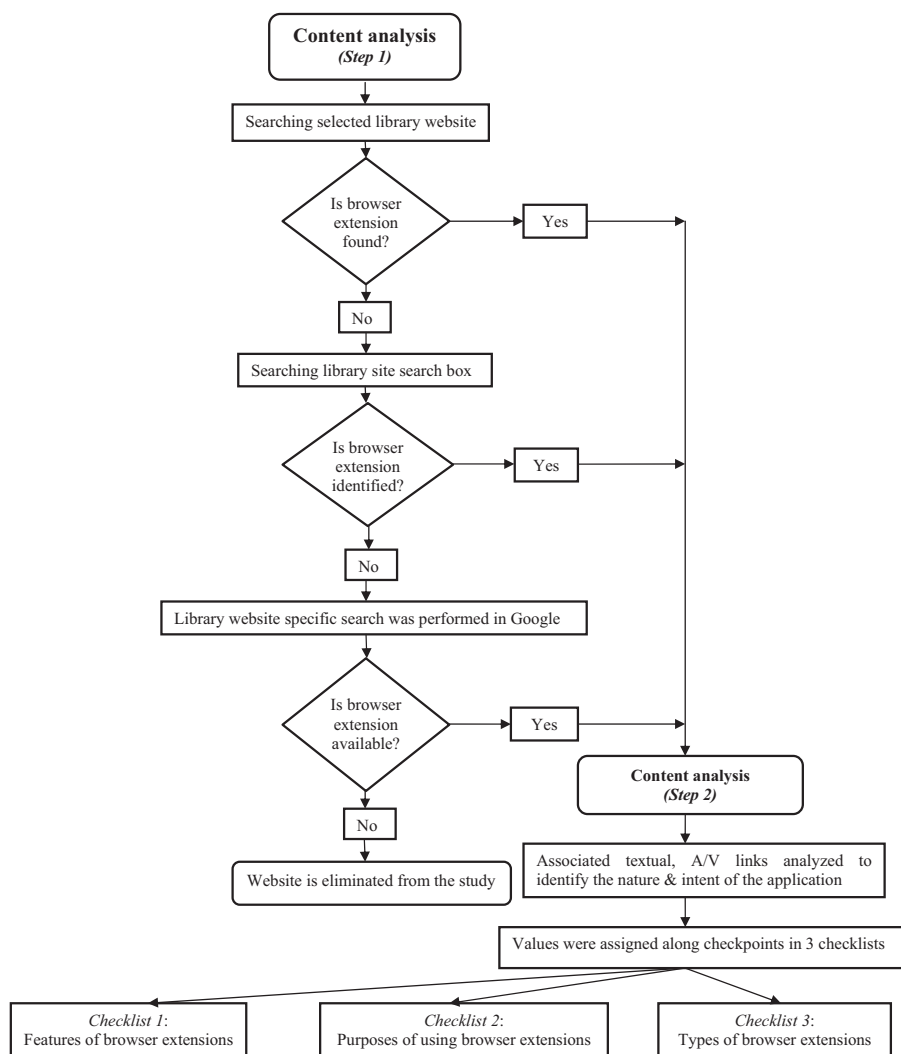 Content analysis
(Step 1)
Searching selected library website
Is browser
extension
found?
Yes
No
Searching library site search box
Is browser
extension
identified?
Yes
No
Library website specific search was performed in Google
Is browser
extension
available?
Yes
No
Website is eliminated from the study
Content analysis
(Step 2)
Associated textual, A/V links analyzed to
identify the nature & intent of the application
Values were assigned along checkpoints in 3 checklists
Checklist 1:
Features of browser extensions
Checklist 2:
Purposes of using browser extensions
Checklist 3:
Types of browser extensions